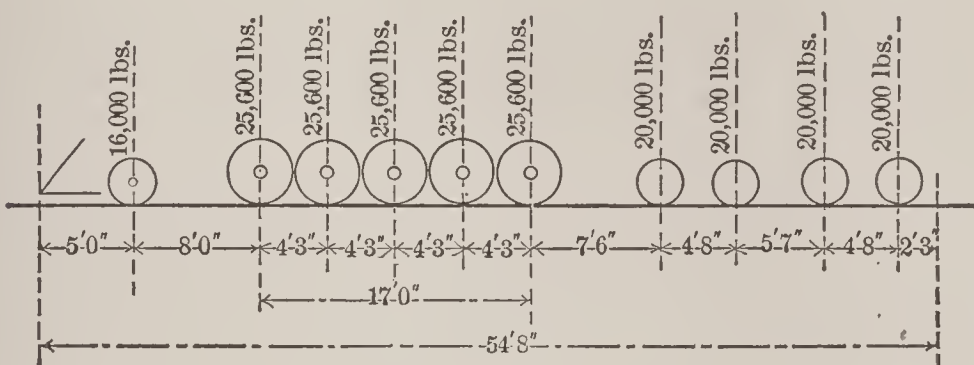 16,000 lbs.
25,600 lbs.
25,600 lbs.
25,600 lbs.
25,600 lbs.
25,600 lbs.
20,000 lbs.
20,000 lbs.
20,000 lbs.
20,000 lbs.
5'0" 8'0" 4'3" 4'3" 4'3" 4'3" 7'6" 4'8" 5'7" 4'8" 2'3"
17'0"
54'8"